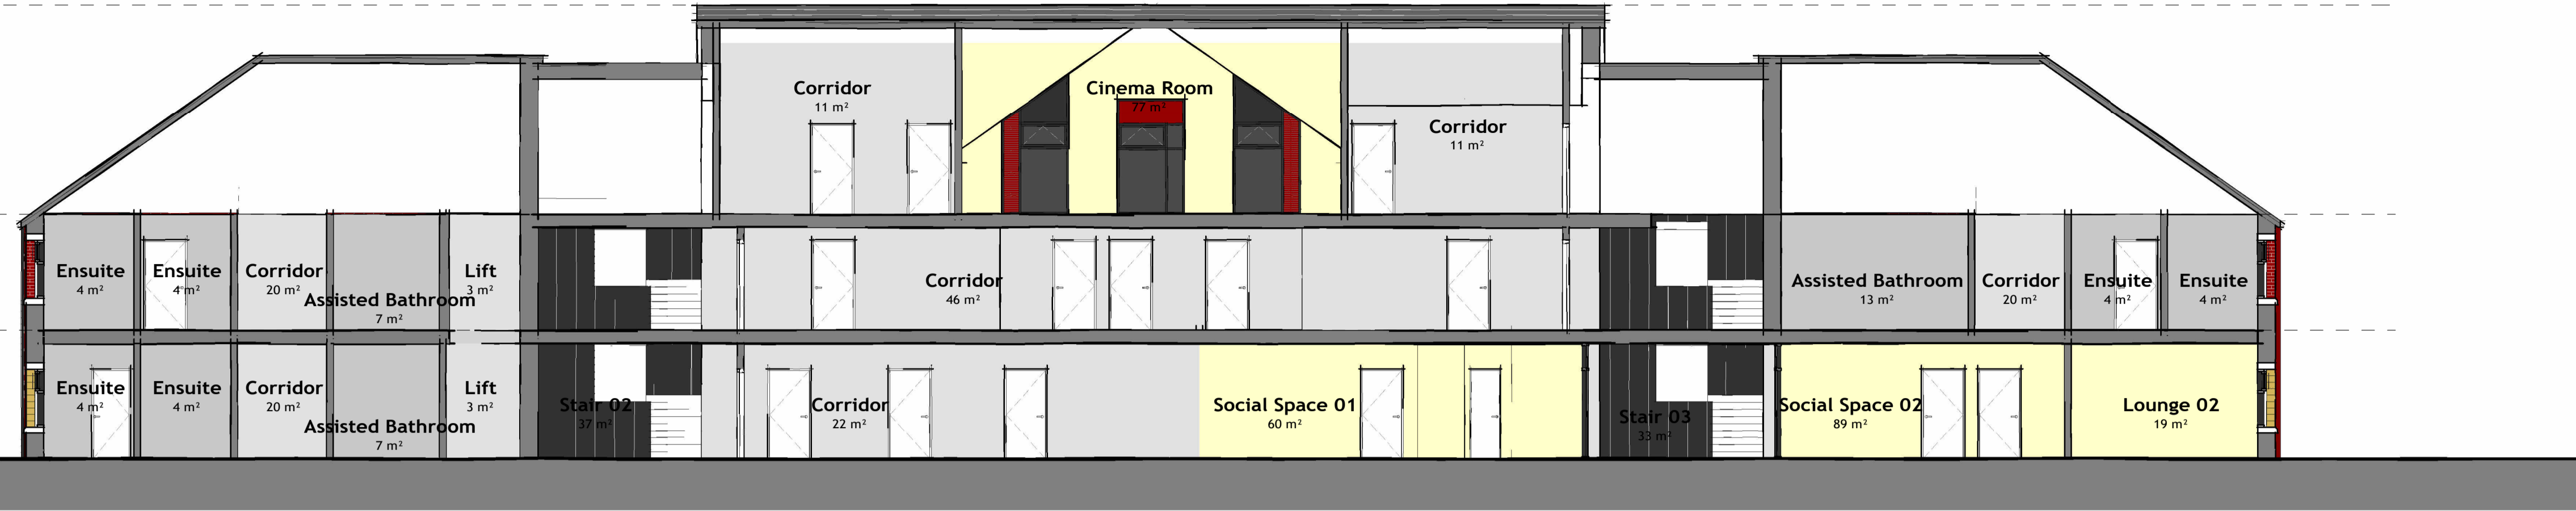 Corridor
11 m²
Cinema Room
77 m²
Corridor
11 m²
Ensuite
4 m²
Ensuite
4 m²
Corridor
20 m²
Assisted Bathroom
7 m²
Lift
3 m²
Corridor
46 m²
Assisted Bathroom
13 m²
Corridor
20 m²
Ensuite
4 m²
Ensuite
4 m²
Ensuite
4 m²
Ensuite
4 m²
Corridor
20 m²
Assisted Bathroom
7 m²
Lift
3 m²
Stair 02
37 m²
Corridor
22 m²
Social Space 01
60 m²
Stair 03
33 m²
Social Space 02
89 m²
Lounge 02
19 m²